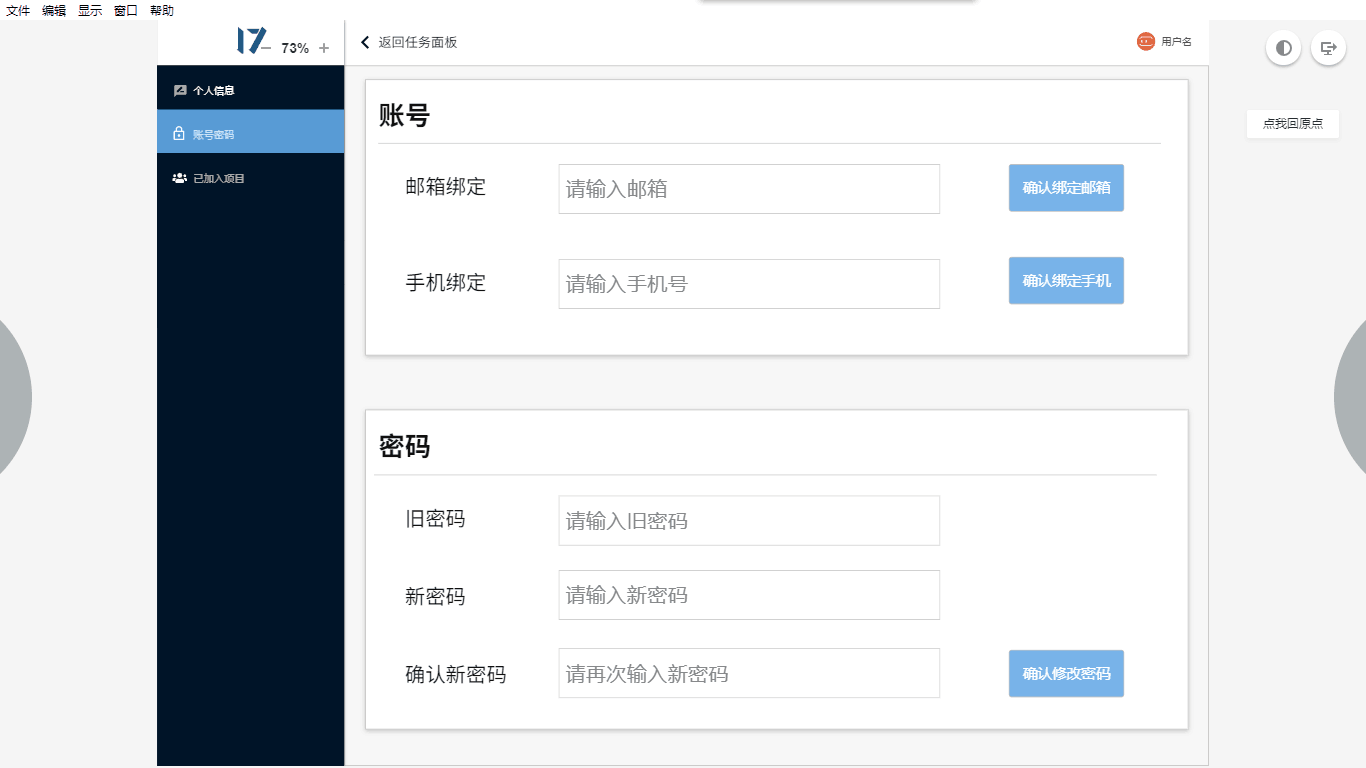 文件 编辑 显示 窗口 帮助
17
73%
返回任务面板
用户名
个人信息
账号密码
已加入项目
点我回原点
账号
邮箱绑定
请输入邮箱
确认绑定邮箱
手机绑定
请输入手机号
确认绑定手机
密码
旧密码
请输入旧密码
新密码
请输入新密码
确认新密码
请再次输入新密码
确认修改密码